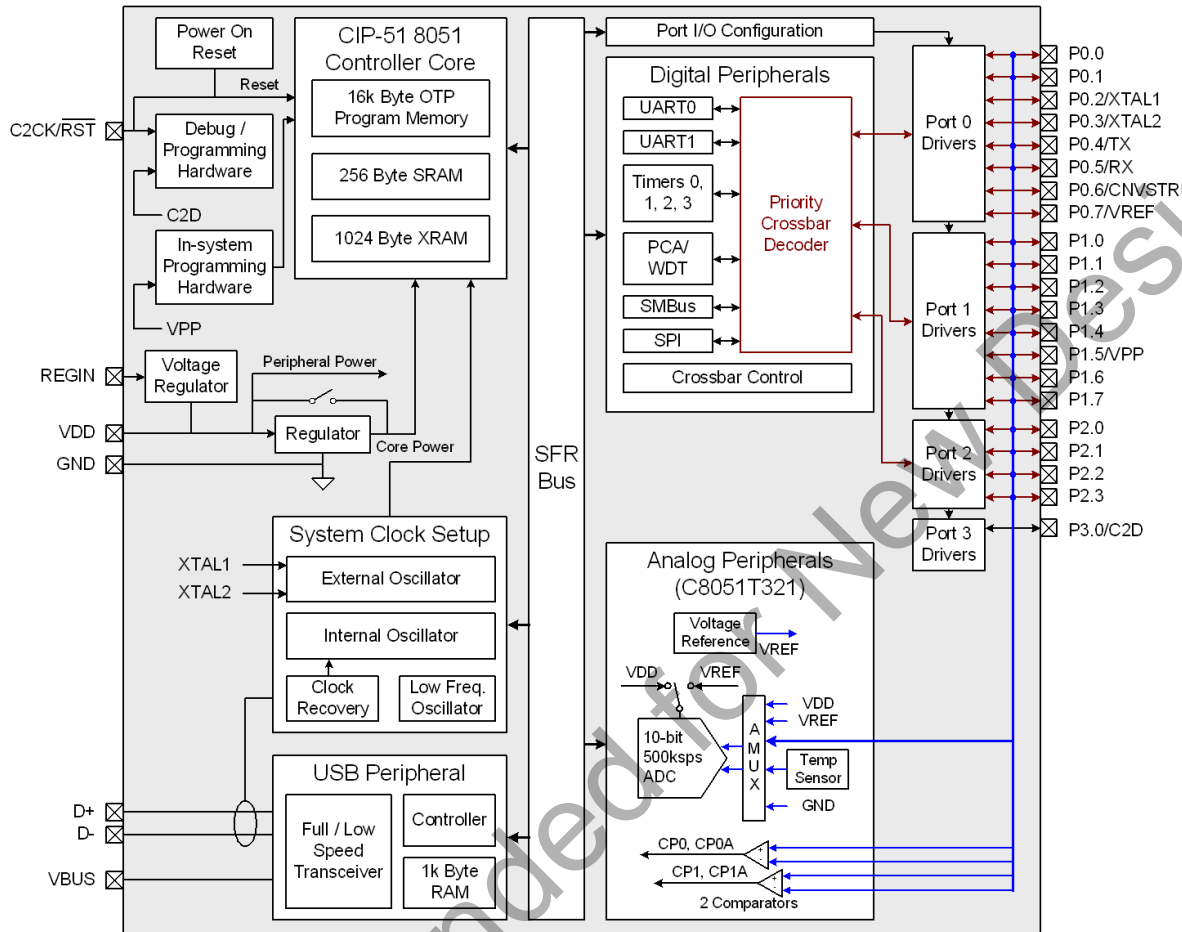 Power On
Reset
Reset
C2CK/RST
Debug /
Programming
Hardware
C2D
In-system
Programming
Hardware
VPP
CIP-51 8051
Controller Core
16k Byte OTP
Program Memory
256 Byte SRAM
1024 Byte XRAM
REGIN
Voltage
Regulator
Peripheral Power
VDD
Regulator
Core Power
GND
System Clock Setup
XTAL1
XTAL2
External Oscillator
Internal Oscillator
Clock
Recovery
Low Freq.
Oscillator
USB Peripheral
D+
D-
VBUS
Full / Low
Speed
Transceiver
Controller
1k Byte
RAM
SFR
Bus
Port I/O Configuration
Digital Peripherals
UART0
UART1
Timers 0,
1, 2, 3
PCA/
WDT
SMBus
SPI
Priority
Crossbar
Decoder
Crossbar Control
Port 0
Drivers
Port 1
Drivers
Port 2
Drivers
Port 3
Drivers
P0.0
P0.1
P0.2/XTAL1
P0.3/XTAL2
P0.4/TX
P0.5/RX
P0.6/CNVSTR
P0.7/VREF
P1.0
P1.1
P1.2
P1.3
P1.4
P1.5/VPP
P1.6
P1.7
P2.0
P2.1
P2.2
P2.3
P3.0/C2D
Analog Peripherals
(C8051T321)
Voltage
Reference
VREF
VDD
VREF
10-bit
500ksps
ADC
AMUX
VDD
VREF
Temp
Sensor
GND
CP0, CP0A
+
-
CP1, CP1A
+
-
2 Comparators
nded for New Desi